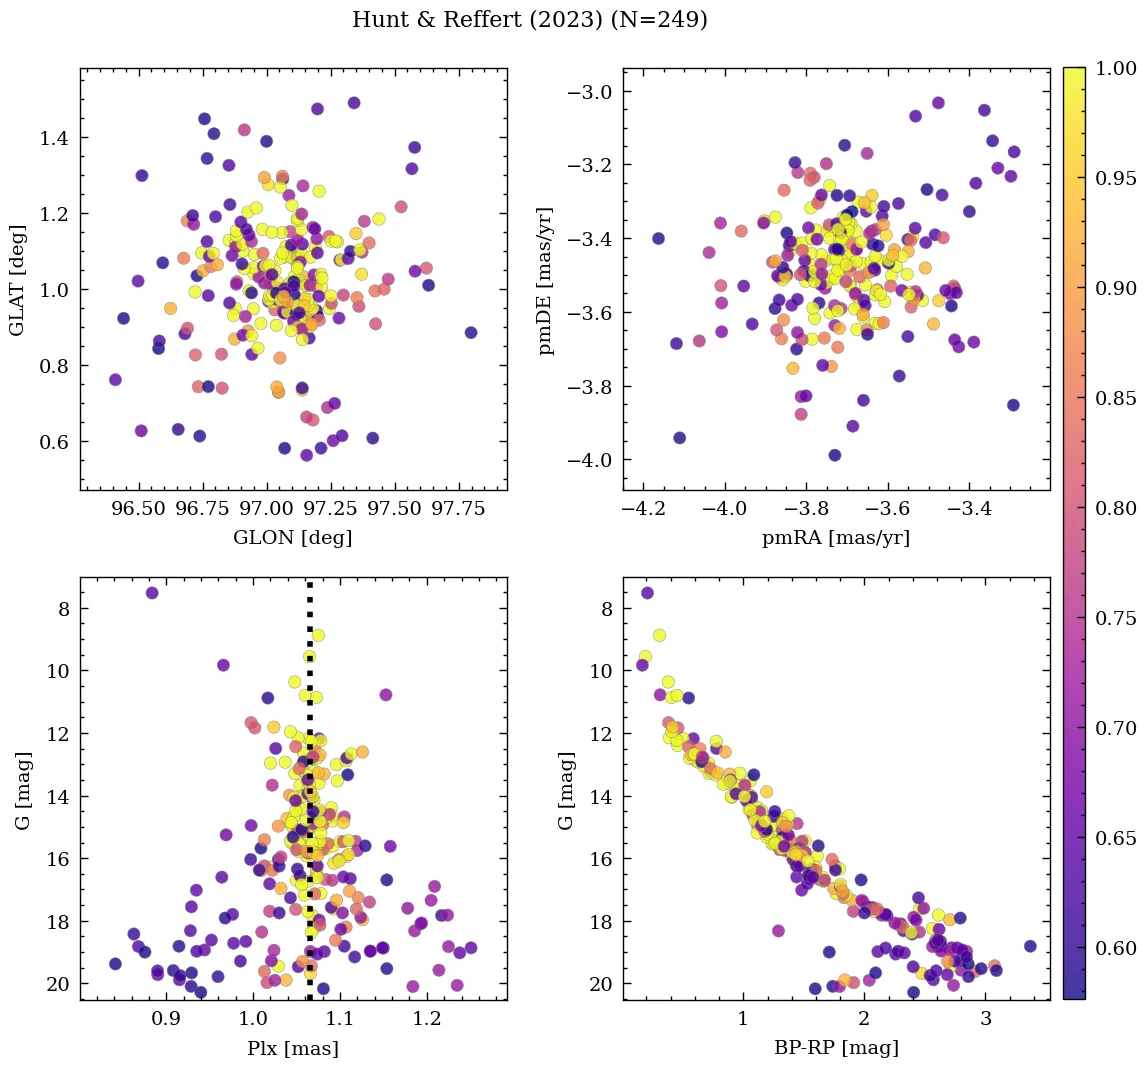 Hunt & Reffert (2023) (N=249)
GLAT [deg]
1.4
1.2
1.0
0.8
0.6
96.50 96.75 97.00 97.25 97.50 97.75
GLON [deg]
pmDE [mas/yr]
−3.0
−3.2
−3.4
−3.6
−3.8
−4.0
−4.2 −4.0 −3.8 −3.6 −3.4
pmRA [mas/yr]
G [mag]
8
10
12
14
16
18
20
0.9 1.0 1.1 1.2
Plx [mas]
G [mag]
8
10
12
14
16
18
20
1 2 3
BP-RP [mag]
1.00
0.95
0.90
0.85
0.80
0.75
0.70
0.65
0.60